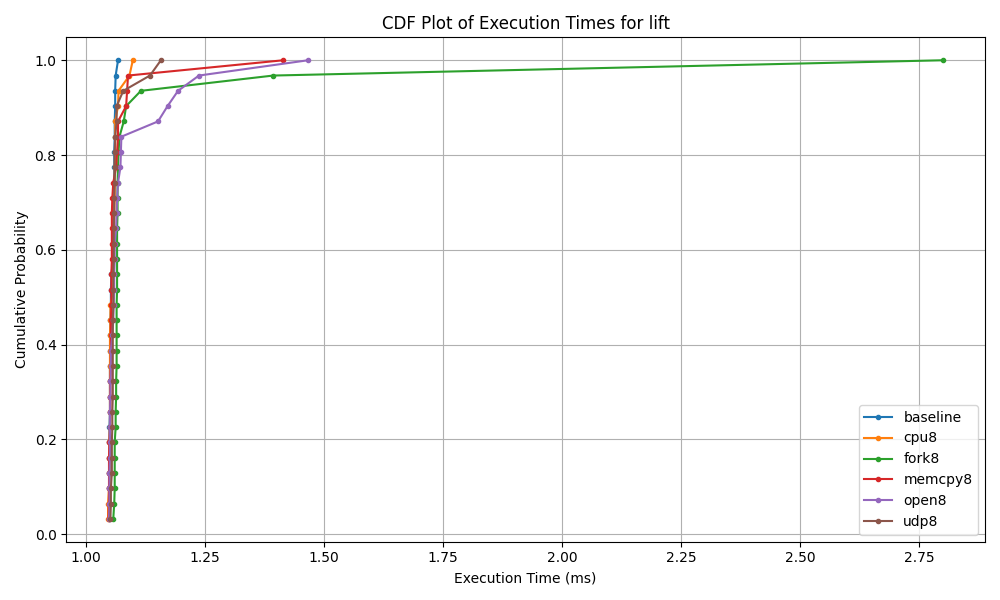 CDF Plot of Execution Times for lift
1.0
0.8
0.6
0.4
0.2
0.0
Cumulative Probability
1.00 1.25 1.50 1.75 2.00 2.25 2.50 2.75
Execution Time (ms)
baseline
cpu8
fork8
memcpy8
open8
udp8